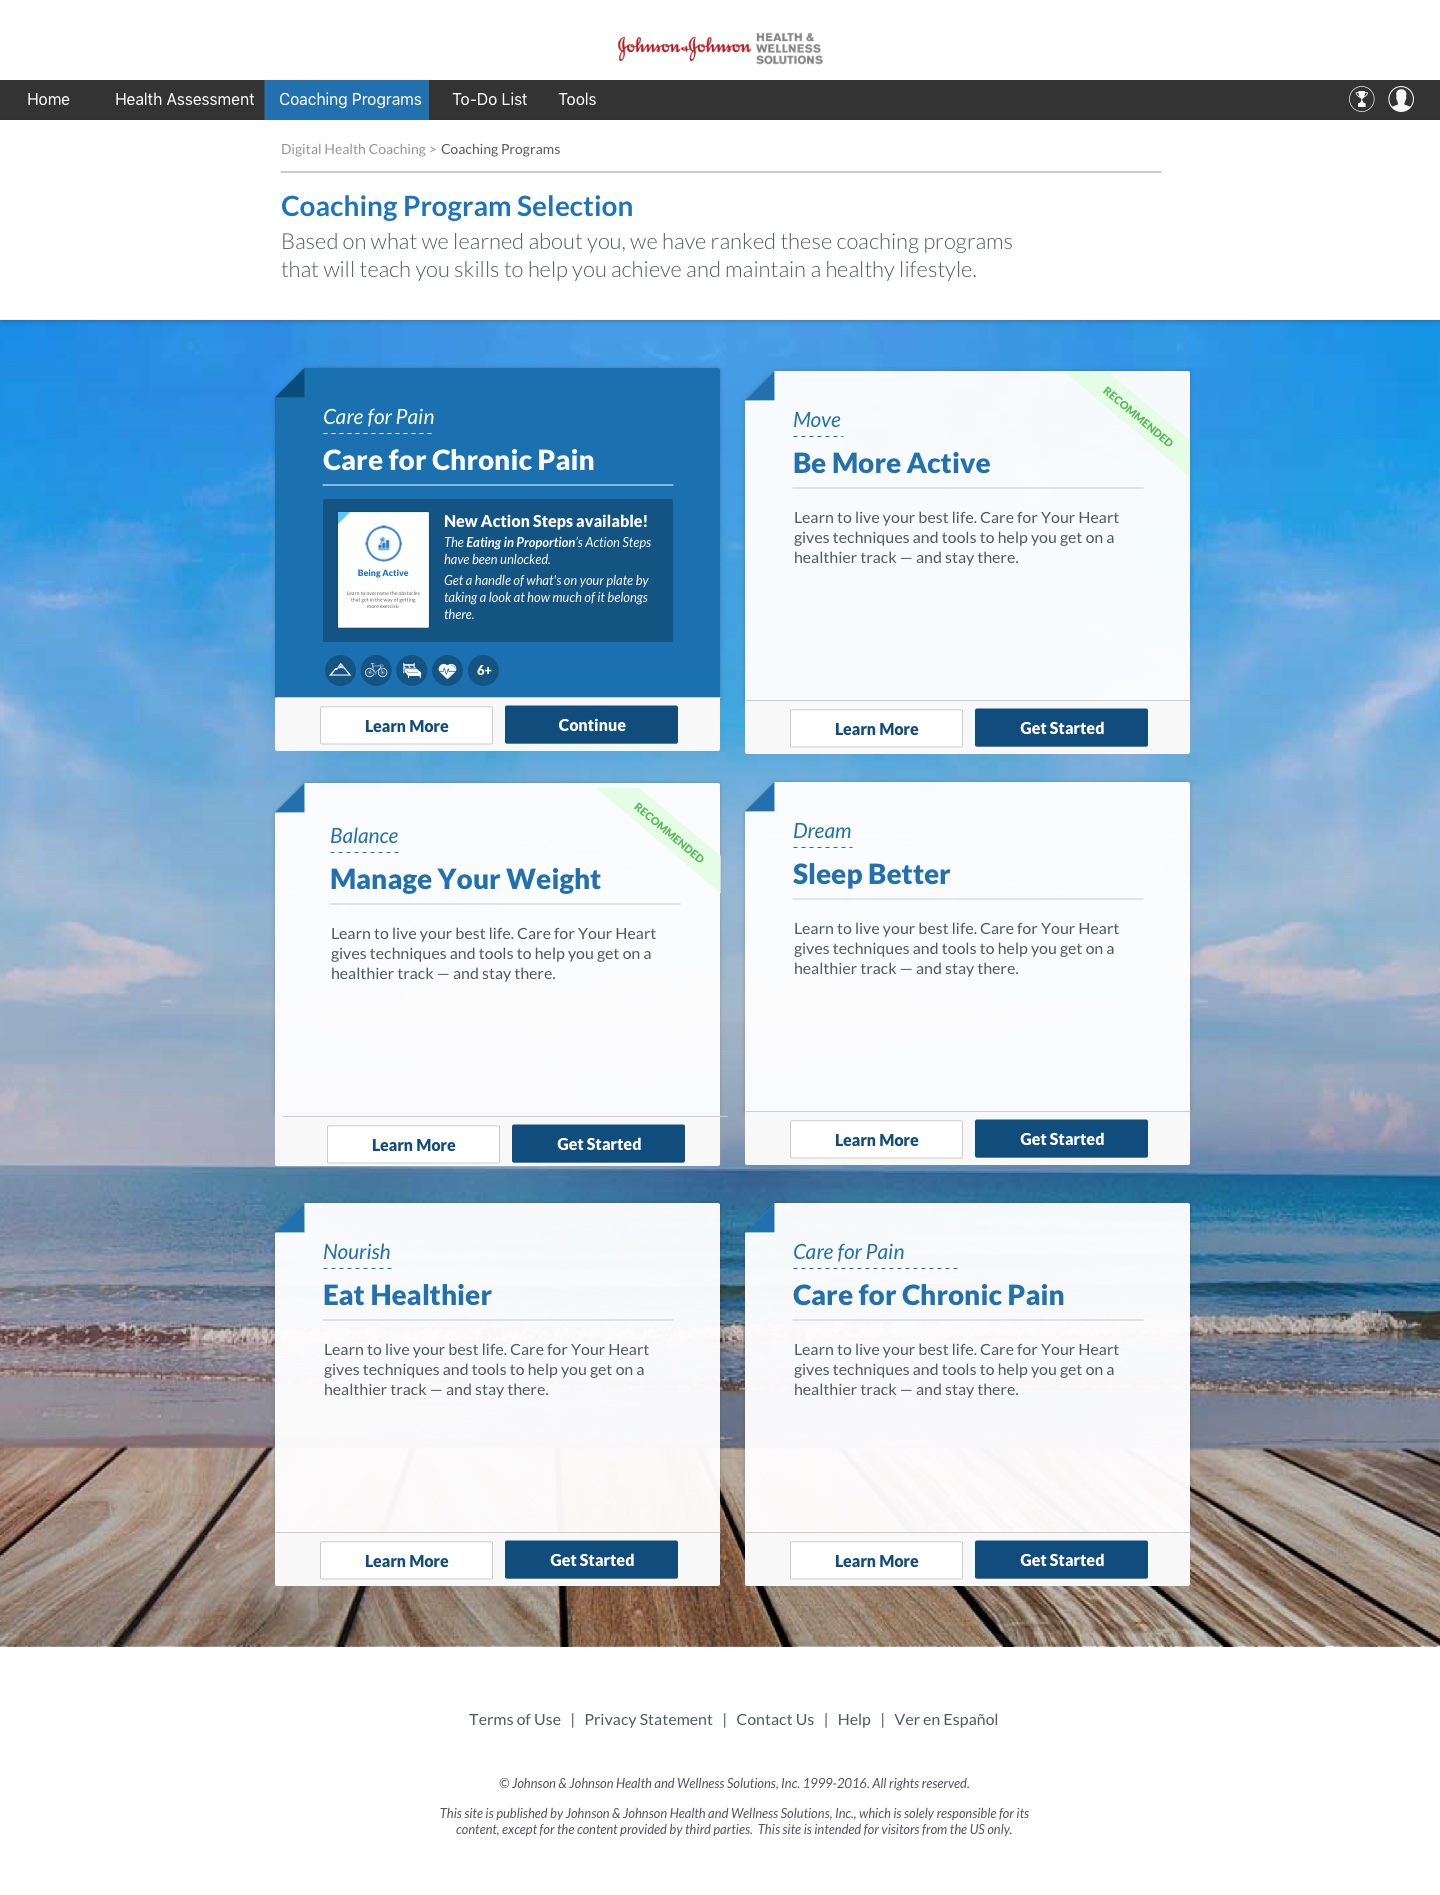 Johnson & Johnson HEALTH &
WELLNESS
SOLUTIONS
Home Health Assessment Coaching Programs To-Do List Tools
Digital Health Coaching > Coaching Programs
Coaching Program Selection
Based on what we learned about you, we have ranked these coaching programs
that will teach you skills to help you achieve and maintain a healthy lifestyle.
Care for Pain
Care for Chronic Pain
Being Active
Learn to overcome the obstacles
that get in the way of getting
more exercise.
New Action Steps available!
The Eating in Proportion's Action Steps
have been unlocked.
Get a handle of what's on your plate by
taking a look at how much of it belongs
there.
6+
Learn More Continue
RECOMMENDED
Move
Be More Active
Learn to live your best life. Care for Your Heart
gives techniques and tools to help you get on a
healthier track — and stay there.
Learn More Get Started
RECOMMENDED
Balance
Manage Your Weight
Learn to live your best life. Care for Your Heart
gives techniques and tools to help you get on a
healthier track — and stay there.
Learn More Get Started
Dream
Sleep Better
Learn to live your best life. Care for Your Heart
gives techniques and tools to help you get on a
healthier track — and stay there.
Learn More Get Started
Nourish
Eat Healthier
Learn to live your best life. Care for Your Heart
gives techniques and tools to help you get on a
healthier track — and stay there.
Learn More Get Started
Care for Pain
Care for Chronic Pain
Learn to live your best life. Care for Your Heart
gives techniques and tools to help you get on a
healthier track — and stay there.
Learn More Get Started
Terms of Use | Privacy Statement | Contact Us | Help | Ver en Español
© Johnson & Johnson Health and Wellness Solutions, Inc. 1999-2016. All rights reserved.
This site is published by Johnson & Johnson Health and Wellness Solutions, Inc., which is solely responsible for its
content, except for the content provided by third parties. This site is intended for visitors from the US only.